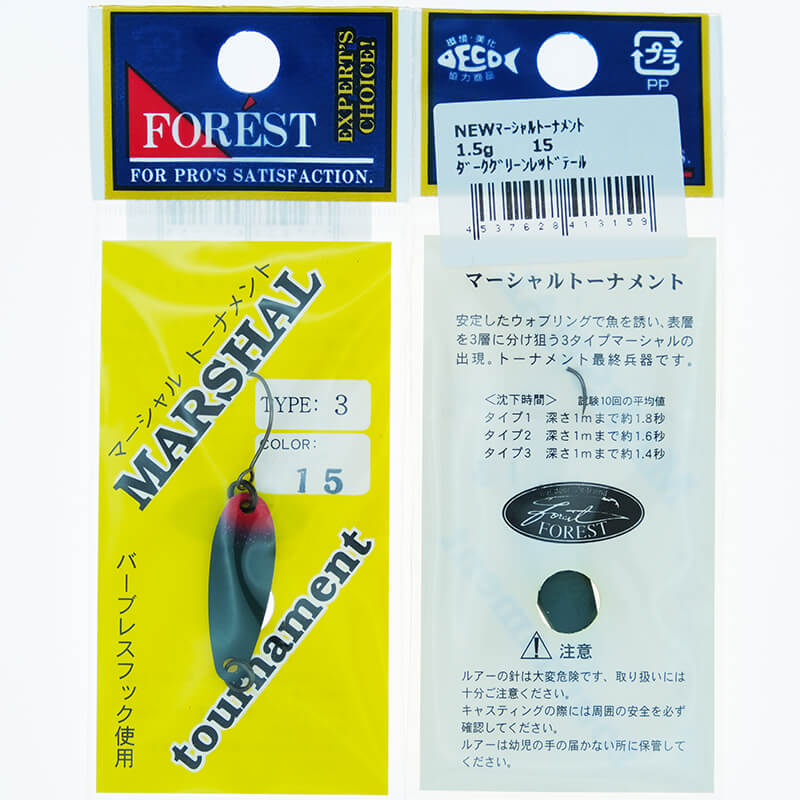 FORÉST
FOR PRO'S SATISFACTION.
EXPERT'S
CHOICE!
マーシャル トーナメント
MARSHAL
TYPE: 3
COLOR:
15
tournament
バーブレスフック使用
環境・美化
DECO
協力商品
プラ
PP
NEWマーシャルトーナメント
1.5g 15
ダークグリーンレッドテール
4537628413159
S.
マーシャルトーナメント
安定したウォブリングで魚を誘い、表層
を3層に分け狙う3タイプマーシャルの
出現。トーナメント最終兵器です。
<沈下時間> 試験10回の平均値
タイプ1 深さ1mまで約1.8秒
タイプ2 深さ1mまで約1.6秒
タイプ3 深さ1mまで約1.4秒
Forest
FOREST
注意
ルアーの針は大変危険です、取り扱いには
十分ご注意ください。
キャスティングの際には周囲の安全を必ず
確認してください。
ルアーは幼児の手の届かない所に保管して
ください。